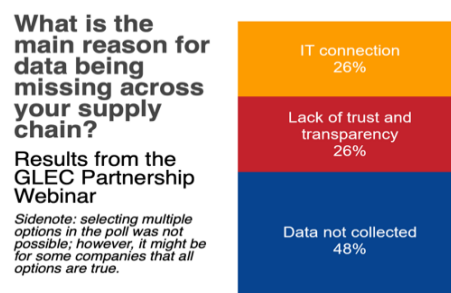 What is the
main reason for
data being
missing across
your supply
chain?
Results from the
GLEC Partnership
Webinar
Sidenote: selecting multiple
options in the poll was not
possible; however, it might be
for some companies that all
options are true.
IT connection
26%
Lack of trust and
transparency
26%
Data not collected
48%